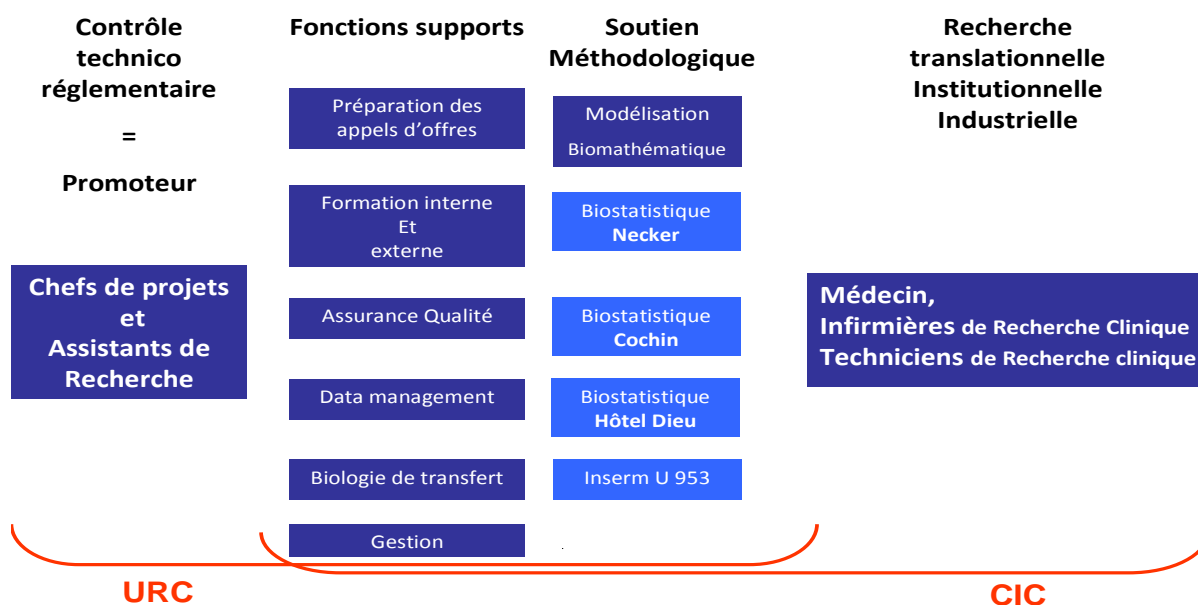 Contrôle
technico
réglementaire
=
Promoteur
Chefs de projets
et
Assistants de
Recherche
Fonctions supports
Préparation des
appels d’offres
Formation interne
Et
externe
Assurance Qualité
Data management
Biologie de transfert
Gestion
Soutien
Méthodologique
Modélisation
Biomathématique
Biostatistique
Necker
Biostatistique
Cochin
Biostatistique
Hôtel Dieu
Inserm U 953
Recherche
translationnelle
Institutionnelle
Industrielle
Médecin,
Infirmières de Recherche Clinique
Techniciens de Recherche clinique
URC
CIC